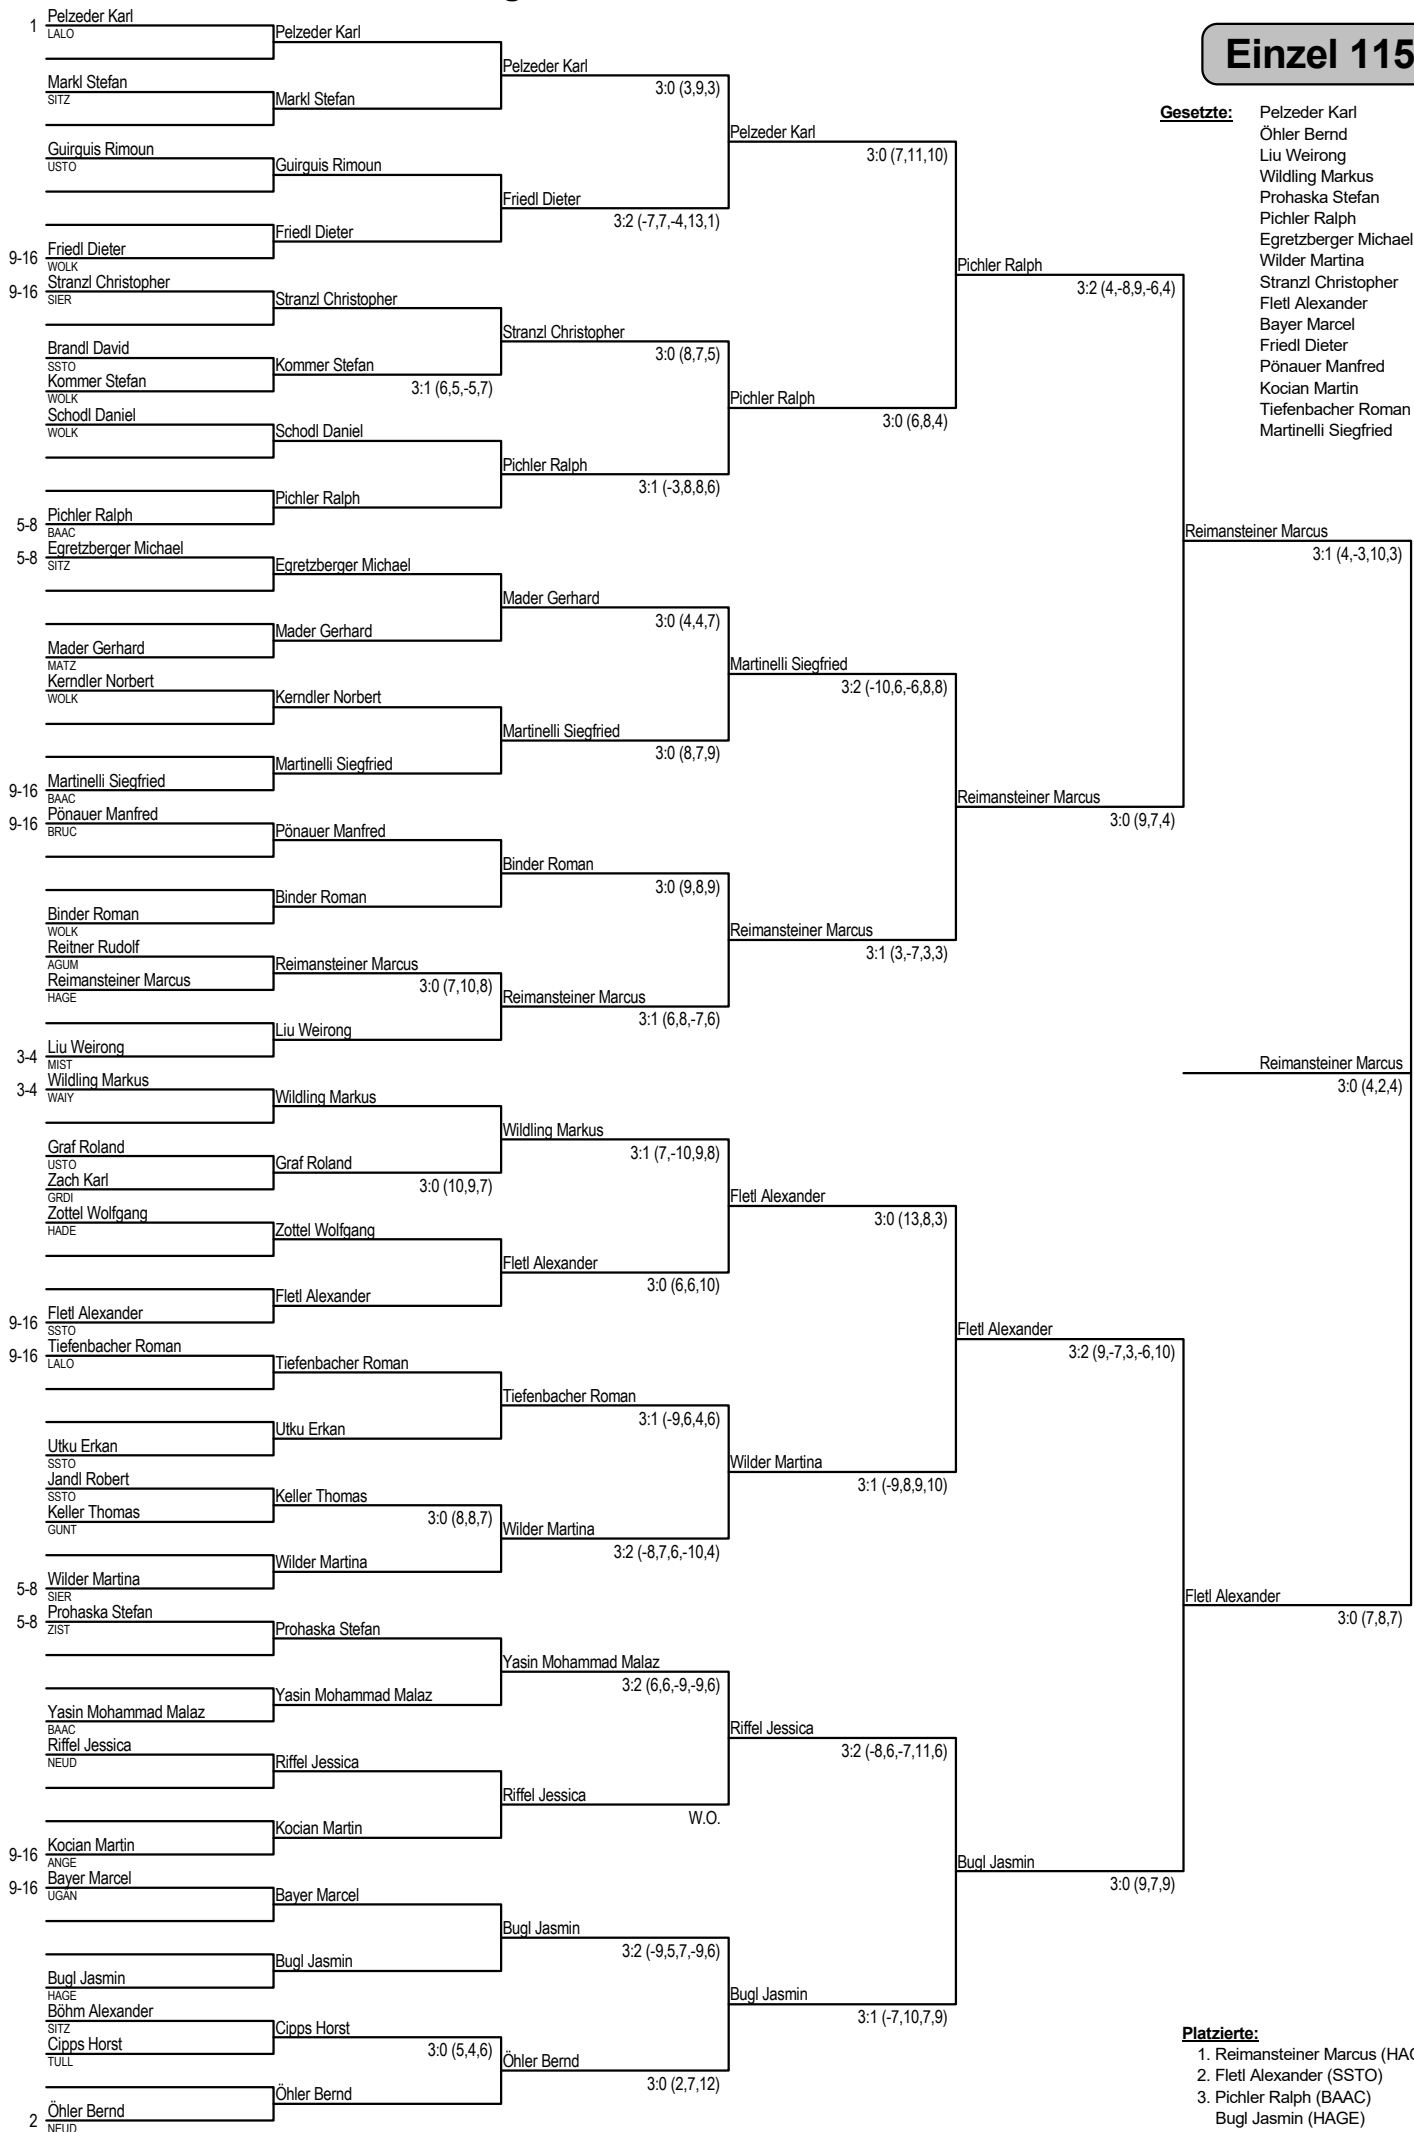 Einzel 115
Gesetzte:
Pelzeder Karl
Öhler Bernd
Liu Weirong
Wildling Markus
Prohaska Stefan
Pichler Ralph
Egretzberger Michael
Wilder Martina
Stranzl Christopher
Fletl Alexander
Bayer Marcel
Friedl Dieter
Pönauer Manfred
Kocian Martin
Tiefenbacher Roman
Martinelli Siegfried
1 Pelzeder Karl
LALO
Markl Stefan
SITZ
Guirguis Rimoun
USTO
9-16 Friedl Dieter
WOLK
9-16 Stranzl Christopher
SIER
Brandl David
SSTO
Kommer Stefan
WOLK
Schodl Daniel
WOLK
5-8 Pichler Ralph
BAAC
5-8 Egretzberger Michael
SITZ
Mader Gerhard
MATZ
Kerndler Norbert
WOLK
9-16 Martinelli Siegfried
BAAC
9-16 Pönauer Manfred
BRUC
Binder Roman
WOLK
Reitner Rudolf
AGUM
Reimansteiner Marcus
HAGE
3-4 Liu Weirong
MIST
3-4 Wildling Markus
WAIY
Graf Roland
USTO
Zach Karl
GRDI
Zottel Wolfgang
HADE
9-16 Fletl Alexander
SSTO
9-16 Tiefenbacher Roman
LALO
Utku Erkan
SSTO
Jandl Robert
SSTO
Keller Thomas
GUNT
5-8 Wilder Martina
SIER
5-8 Prohaska Stefan
ZIST
Yasin Mohammad Malaz
BAAC
Riffel Jessica
NEUD
9-16 Kocian Martin
ANGE
9-16 Bayer Marcel
UGAN
Bugl Jasmin
HAGE
Böhm Alexander
SITZ
Cipps Horst
TULL
2 Öhler Bernd
NEUD
Pelzeder Karl
Markl Stefan
Guirguis Rimoun
Friedl Dieter
Stranzl Christopher
Kommer Stefan
3:1 (6,5,-5,7)
Schodl Daniel
Pichler Ralph
Egretzberger Michael
Mader Gerhard
Kerndler Norbert
Martinelli Siegfried
Pönauer Manfred
Binder Roman
Reimansteiner Marcus
3:0 (7,10,8)
Liu Weirong
Wildling Markus
Graf Roland
3:0 (10,9,7)
Zottel Wolfgang
Fletl Alexander
Tiefenbacher Roman
Utku Erkan
Keller Thomas
3:0 (8,8,7)
Wilder Martina
Prohaska Stefan
Yasin Mohammad Malaz
Riffel Jessica
Kocian Martin
Bayer Marcel
Bugl Jasmin
Cipps Horst
3:0 (5,4,6)
Öhler Bernd
Pelzeder Karl
3:0 (3,9,3)
Friedl Dieter
3:2 (-7,7,-4,13,1)
Stranzl Christopher
3:0 (8,7,5)
Pichler Ralph
3:1 (-3,8,8,6)
Mader Gerhard
3:0 (4,4,7)
Martinelli Siegfried
3:0 (8,7,9)
Binder Roman
3:0 (9,8,9)
Reimansteiner Marcus
3:1 (6,8,-7,6)
Wildling Markus
3:1 (7,-10,9,8)
Fletl Alexander
3:0 (6,6,10)
Tiefenbacher Roman
3:1 (-9,6,4,6)
Wilder Martina
3:2 (-8,7,6,-10,4)
Yasin Mohammad Malaz
3:2 (6,6,-9,-9,6)
Riffel Jessica
W.O.
Bugl Jasmin
3:2 (-9,5,7,-9,6)
Öhler Bernd
3:0 (2,7,12)
Pelzeder Karl
3:0 (7,11,10)
Pichler Ralph
3:0 (6,8,4)
Martinelli Siegfried
3:2 (-10,6,-6,8,8)
Reimansteiner Marcus
3:1 (3,-7,3,3)
Fletl Alexander
3:0 (13,8,3)
Wilder Martina
3:1 (-9,8,9,10)
Riffel Jessica
3:2 (-8,6,-7,11,6)
Bugl Jasmin
3:1 (-7,10,7,9)
Pichler Ralph
3:2 (4,-8,9,-6,4)
Reimansteiner Marcus
3:0 (9,7,4)
Fletl Alexander
3:2 (9,-7,3,-6,10)
Bugl Jasmin
3:0 (9,7,9)
Reimansteiner Marcus
3:1 (4,-3,10,3)
Fletl Alexander
3:0 (7,8,7)
Reimansteiner Marcus
3:0 (4,2,4)
Platzierte:
1. Reimansteiner Marcus (HAG
2. Fletl Alexander (SSTO)
3. Pichler Ralph (BAAC)
Bugl Jasmin (HAGE)